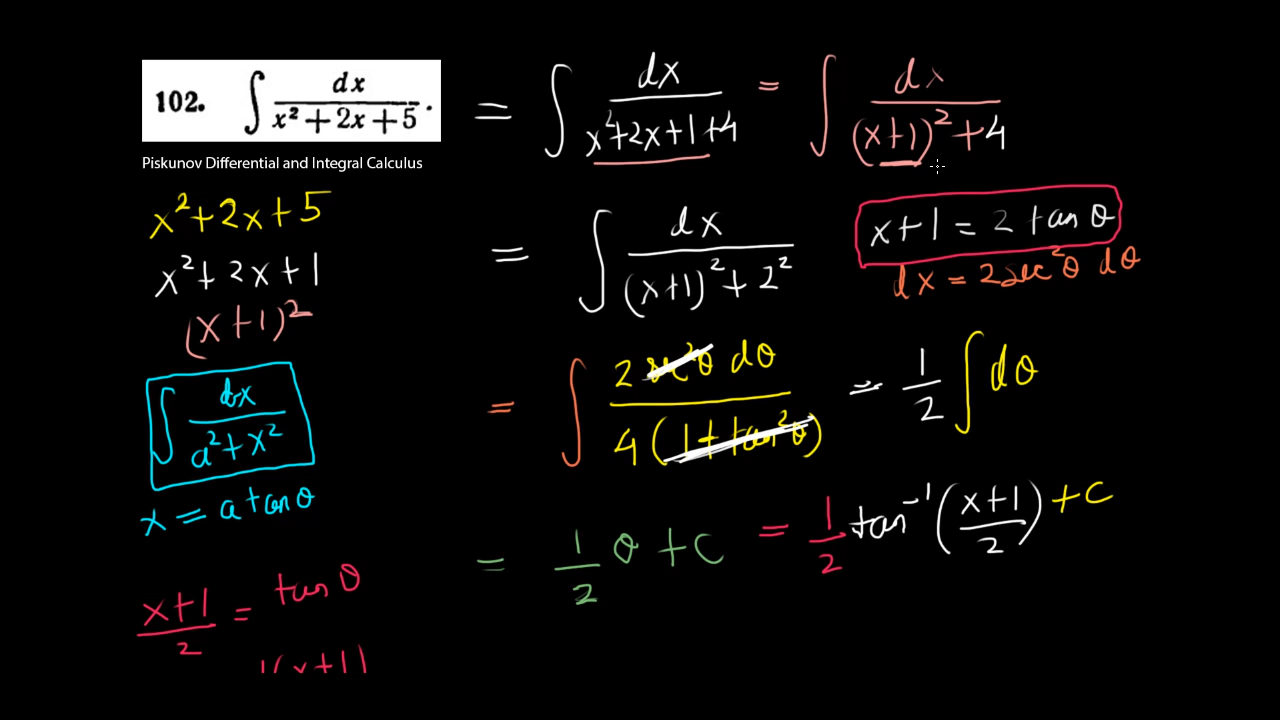 102. ∫ dx / (x² + 2x + 5) .
Piskunov Differential and Integral Calculus
= ∫ dx / (x²+2x+1+4) = ∫ dx / ((x+1)² + 4)
x²+2x+5
x²+2x+1
(x+1)²
= ∫ dx / ((x+1)² + 2²)
x+1 = 2 tan θ
dx = 2 sec²θ dθ
∫ dx / (a²+x²)
x = a tan θ
= ∫ 2 sec²θ dθ / 4(1+tan²θ) = 1/2 ∫ dθ
= 1/2 θ + C = 1/2 tan⁻¹((x+1)/2) + C
(x+1)/2 = tan θ